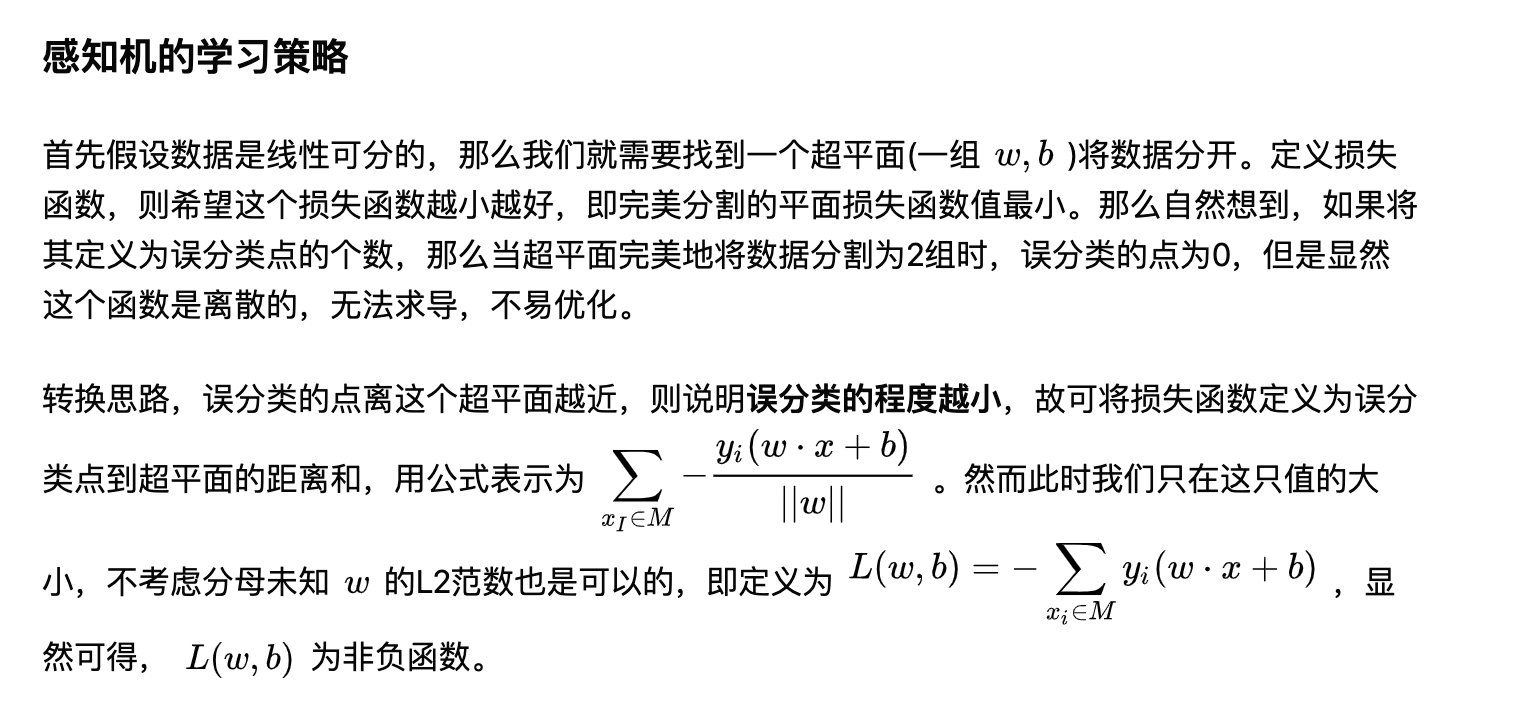 感知机的学习策略
首先假设数据是线性可分的，那么我们就需要找到一个超平面(一组 w, b )将数据分开。定义损失
函数，则希望这个损失函数越小越好，即完美分割的平面损失函数值最小。那么自然想到，如果将
其定义为误分类点的个数，那么当超平面完美地将数据分割为2组时，误分类的点为0，但是显然
这个函数是离散的，无法求导，不易优化。
转换思路，误分类的点离这个超平面越近，则说明误分类的程度越小，故可将损失函数定义为误分
类点到超平面的距离和，用公式表示为 \sum_{x_I \in M} -\frac{y_i(w \cdot x + b)}{||w||} 。然而此时我们只在这只值的大
小，不考虑分母未知 w 的L2范数也是可以的，即定义为 L(w, b) = -\sum_{x_i \in M} y_i(w \cdot x + b) ，显
然可得， L(w, b) 为非负函数。